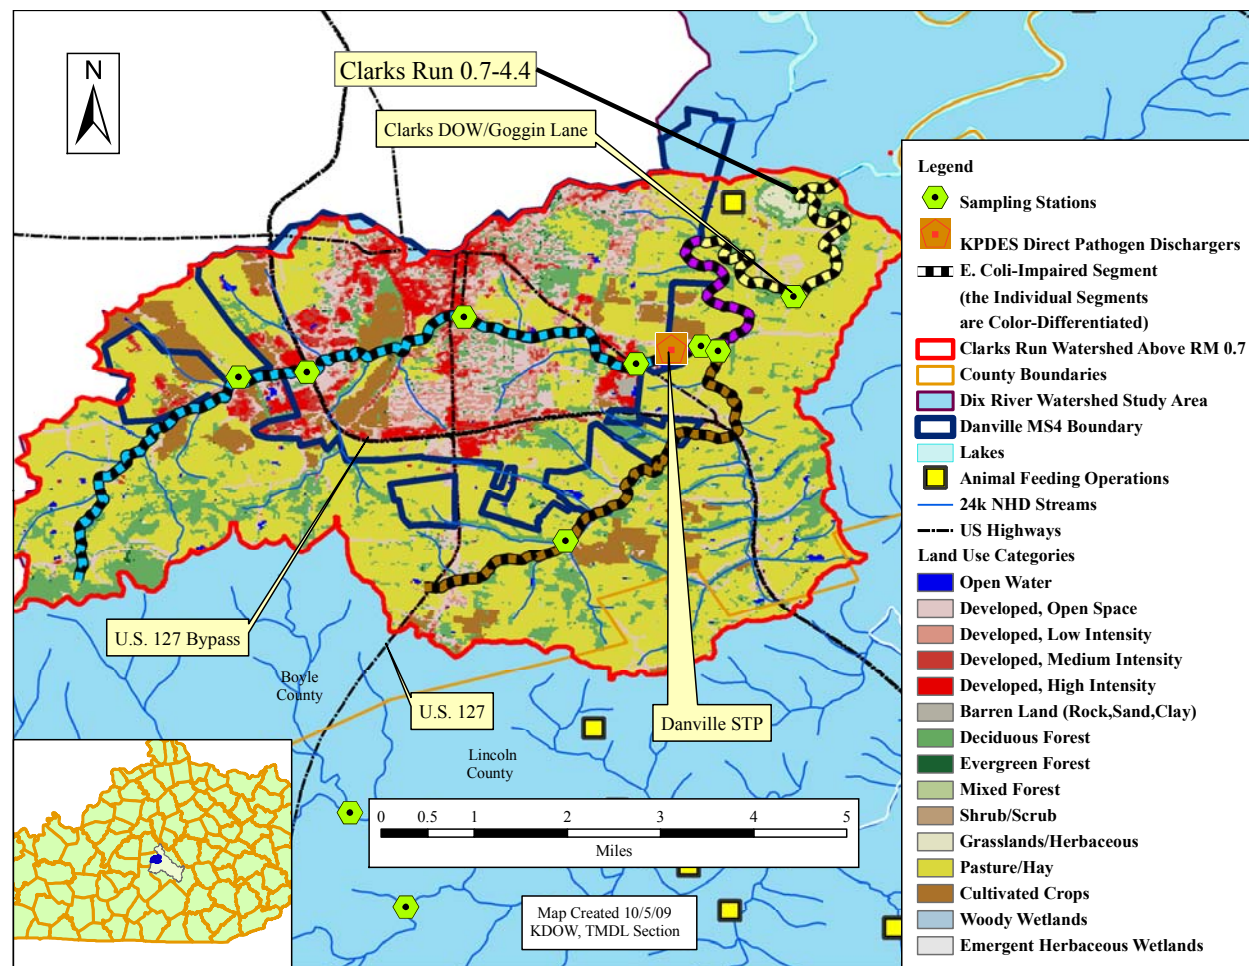 N
Clarks Run 0.7-4.4
Clarks DOW/Goggin Lane
U.S. 127 Bypass
Boyle
County
U.S. 127
Danville STP
Lincoln
County
0 0.5 1 2 3 4 5
Miles
Map Created 10/5/09
KDOW, TMDL Section
Legend
Sampling Stations
KPDES Direct Pathogen Dischargers
E. Coli-Impaired Segment
(the Individual Segments
are Color-Differentiated)
Clarks Run Watershed Above RM 0.7
County Boundaries
Dix River Watershed Study Area
Danville MS4 Boundary
Lakes
Animal Feeding Operations
24k NHD Streams
US Highways
Land Use Categories
Open Water
Developed, Open Space
Developed, Low Intensity
Developed, Medium Intensity
Developed, High Intensity
Barren Land (Rock,Sand,Clay)
Deciduous Forest
Evergreen Forest
Mixed Forest
Shrub/Scrub
Grasslands/Herbaceous
Pasture/Hay
Cultivated Crops
Woody Wetlands
Emergent Herbaceous Wetlands